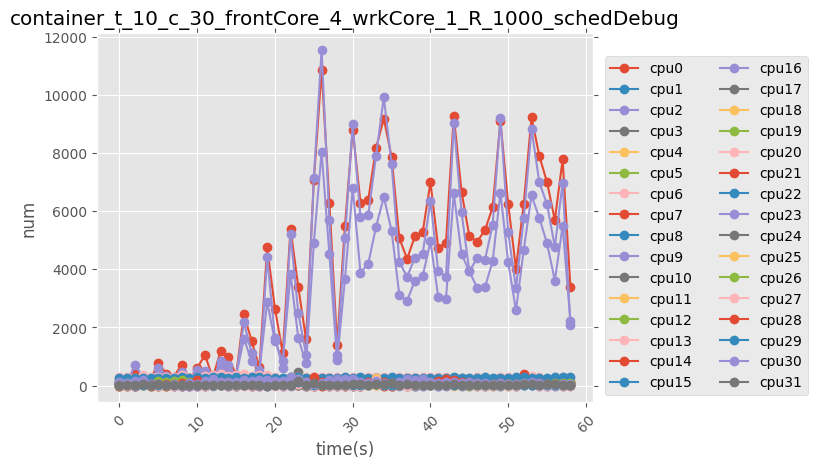 container_t_10_c_30_frontCore_4_wrkCore_1_R_1000_schedDebug
12000
10000
8000
6000
4000
2000
0
num
0
10
20
30
40
50
60
time(s)
cpu0
cpu1
cpu2
cpu3
cpu4
cpu5
cpu6
cpu7
cpu8
cpu9
cpu10
cpu11
cpu12
cpu13
cpu14
cpu15
cpu16
cpu17
cpu18
cpu19
cpu20
cpu21
cpu22
cpu23
cpu24
cpu25
cpu26
cpu27
cpu28
cpu29
cpu30
cpu31